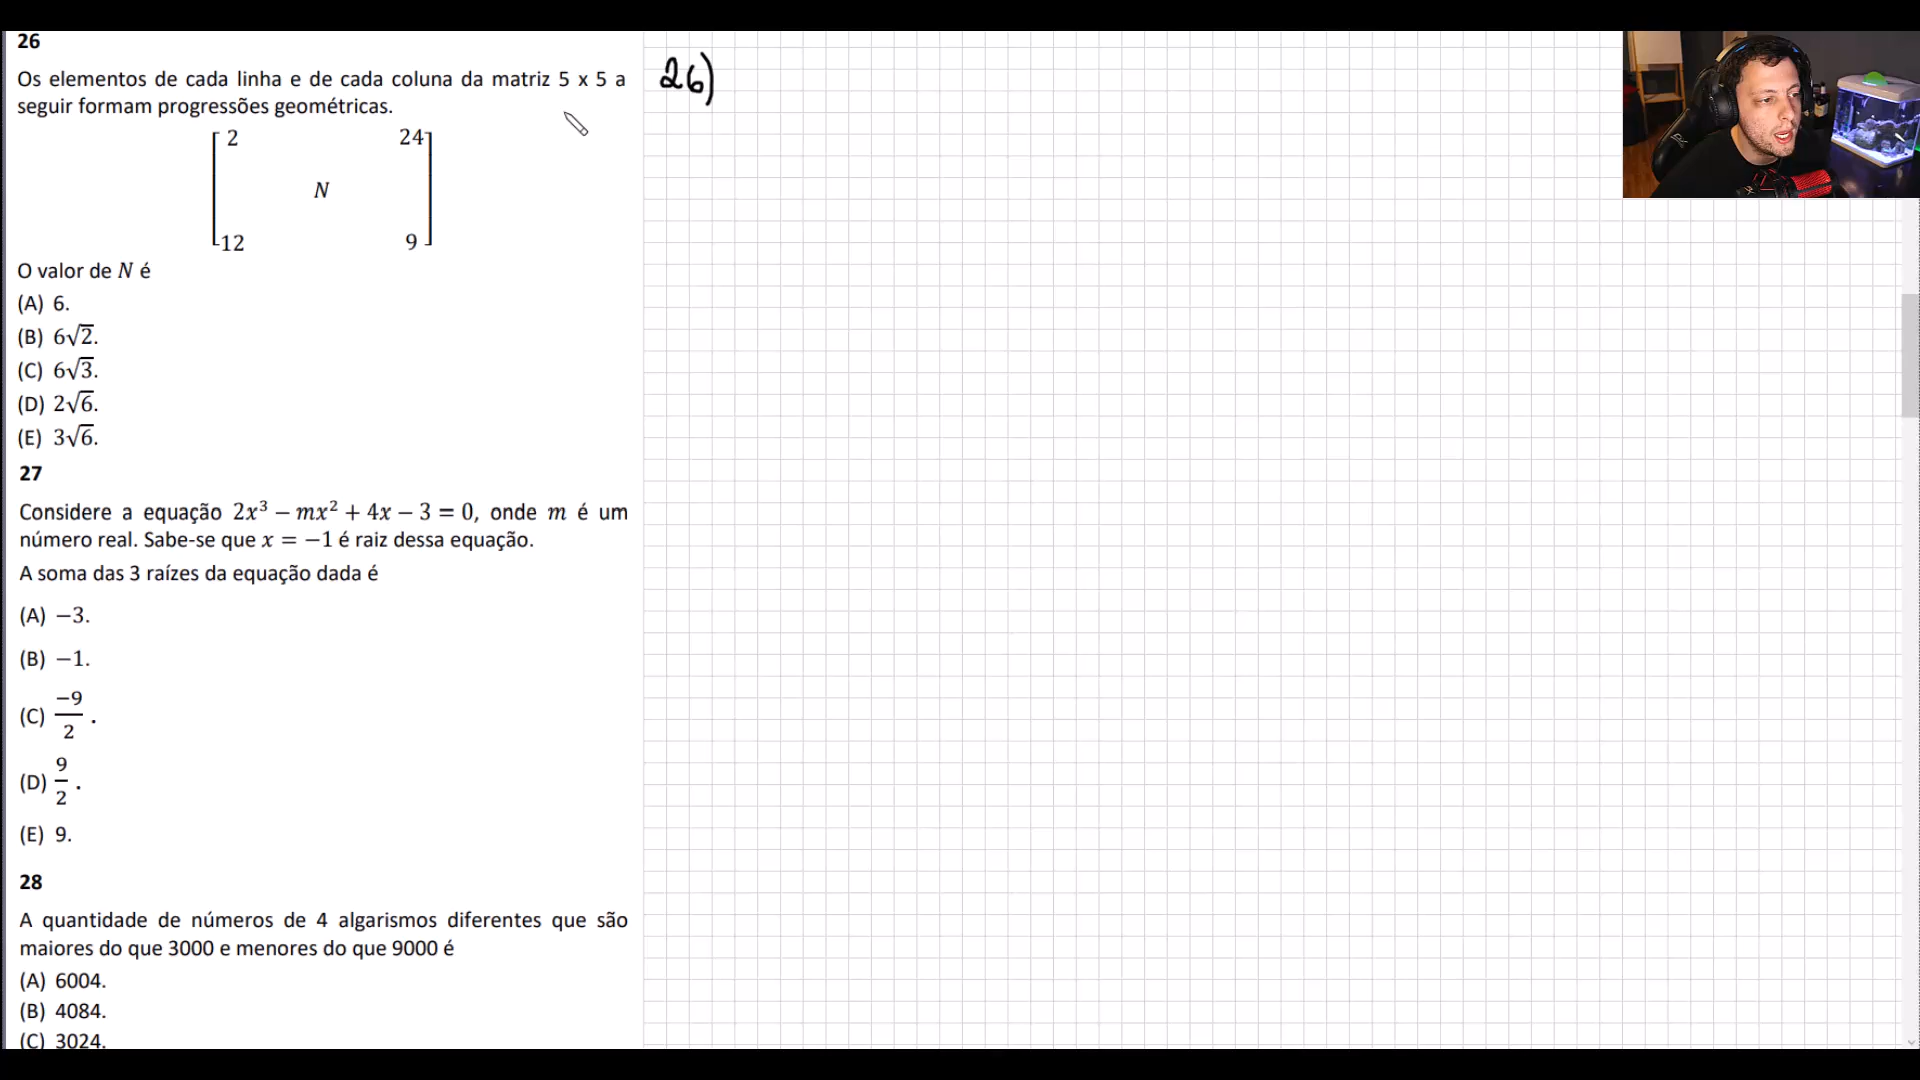 26
Os elementos de cada linha e de cada coluna da matriz 5 x 5 a
seguir formam progressões geométricas.
2 24
N
12 9
O valor de N é
(A) 6.
(B) 6√2.
(C) 6√3.
(D) 2√6.
(E) 3√6.
27
Considere a equação 2x³ − mx² + 4x − 3 = 0, onde m é um
número real. Sabe-se que x = −1 é raiz dessa equação.
A soma das 3 raízes da equação dada é
(A) −3.
(B) −1.
(C) −9/2 .
(D) 9/2 .
(E) 9.
28
A quantidade de números de 4 algarismos diferentes que são
maiores do que 3000 e menores do que 9000 é
(A) 6004.
(B) 4084.
(C) 3024.
26)